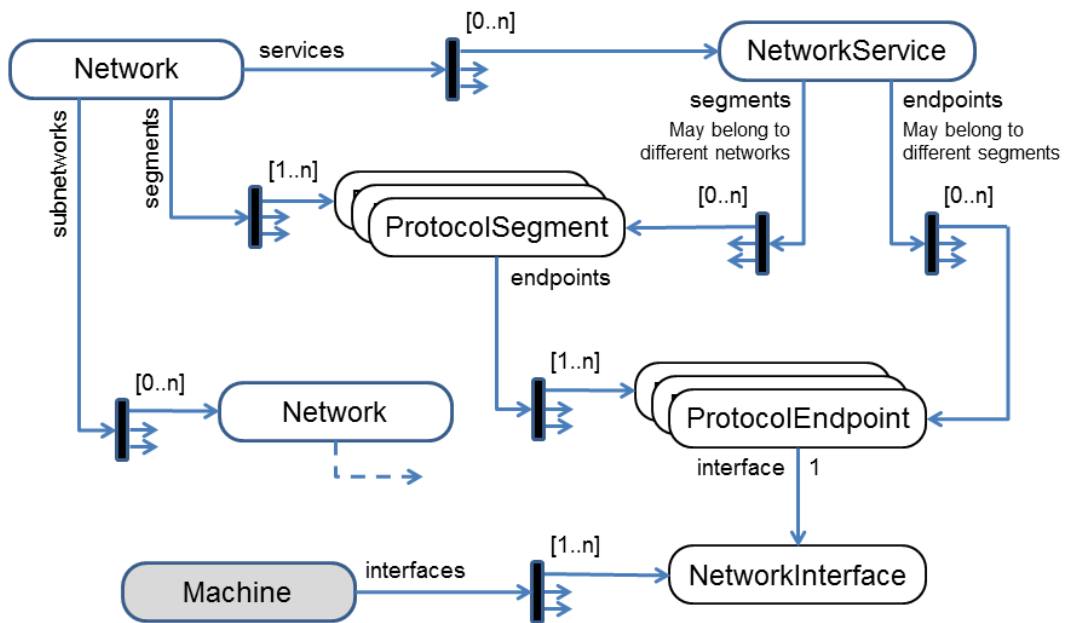 [0..n]
services
Network
NetworkService
segments
endpoints
May belong to
different networks
May belong to
different segments
subnetworks
segments
[1..n]
[0..n]
[0..n]
ProtocolSegment
endpoints
[0..n]
[1..n]
Network
ProtocolEndpoint
interface
1
[1..n]
interfaces
Machine
NetworkInterface